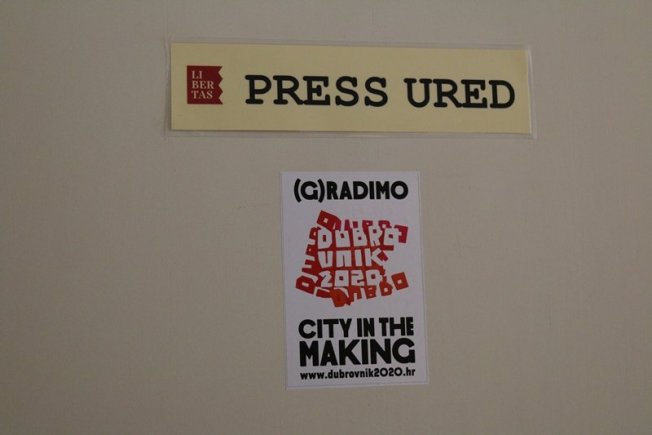 LI
BER
TAS
PRESS URED
(G)RADIMO
DUBRO
VNIK
2020
CITY IN THE
MAKING
www.dubrovnik2020.hr